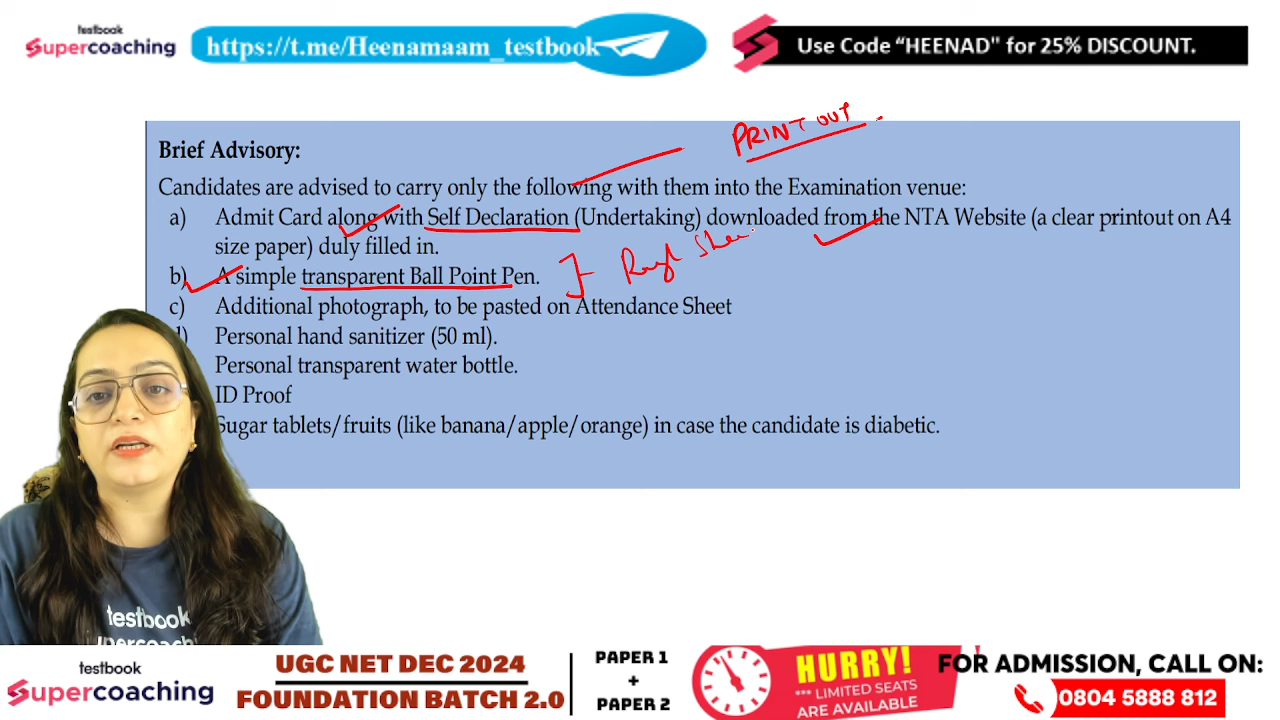 testbook
Supercoaching
https://t.me/Heenamaam_testbook
Use Code “HEENAD" for 25% DISCOUNT.
PRINT OUT
Brief Advisory:
Candidates are advised to carry only the following with them into the Examination venue:
a) Admit Card along with Self Declaration (Undertaking) downloaded from the NTA Website (a clear printout on A4
size paper) duly filled in.
b) A simple transparent Ball Point Pen.
Rough
c) Additional photograph, to be pasted on Attendance Sheet
Personal hand sanitizer (50 ml).
Personal transparent water bottle.
ID Proof
Sugar tablets/fruits (like banana/apple/orange) in case the candidate is diabetic.
testbook
testbook
Supercoaching
UGC NET DEC 2024
FOUNDATION BATCH 2.0
PAPER 1
+
PAPER 2
HURRY!
*** LIMITED SEATS
ARE AVAILABLE
FOR ADMISSION, CALL ON:
0804 5888 812